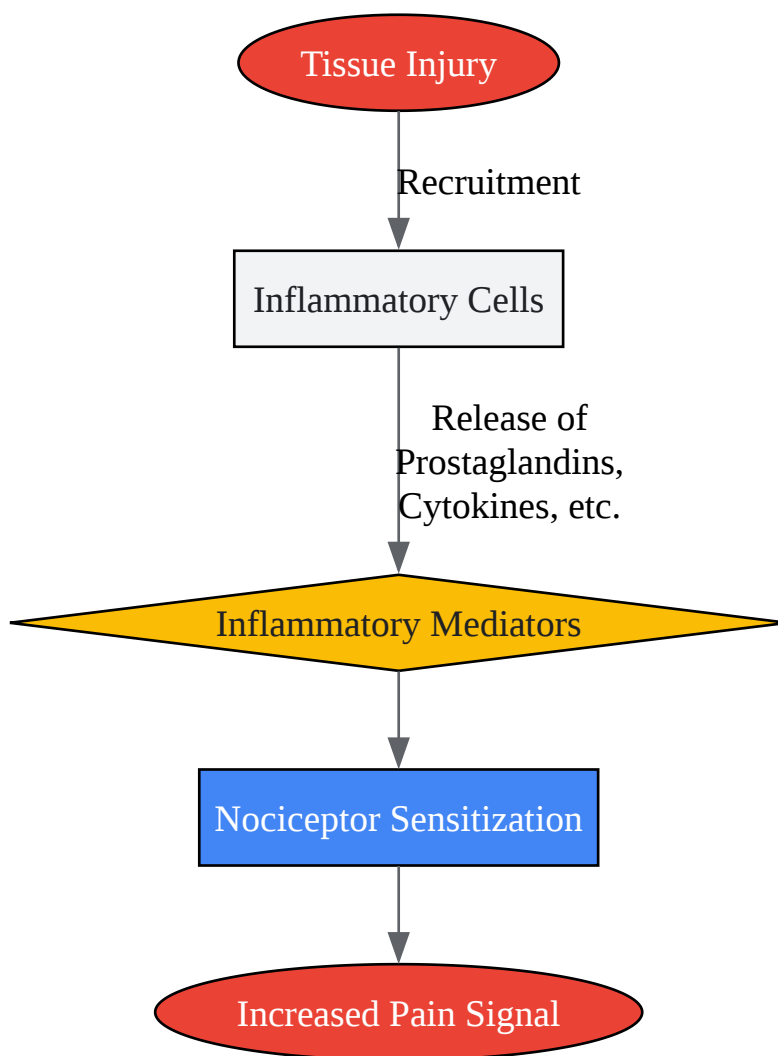 Tissue Injury
Recruitment
Inflammatory Cells
Release of
Prostaglandins,
Cytokines, etc.
Inflammatory Mediators
Nociceptor Sensitization
Increased Pain Signal